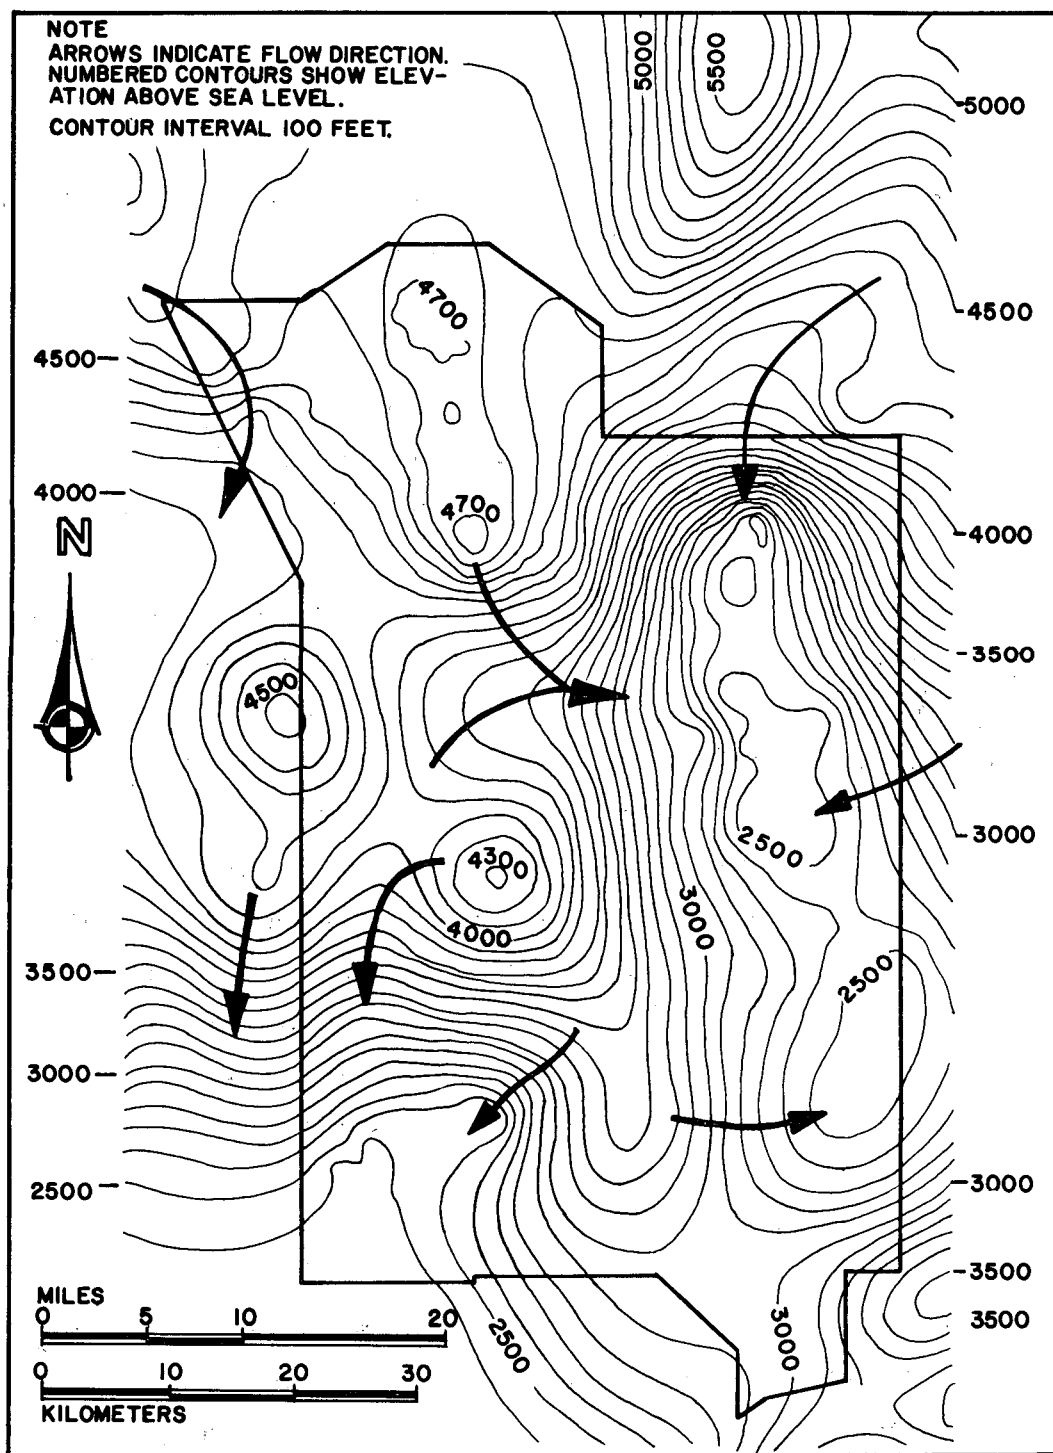 NOTE
ARROWS INDICATE FLOW DIRECTION.
NUMBERED CONTOURS SHOW ELEV-
ATION ABOVE SEA LEVEL.
CONTOUR INTERVAL 100 FEET.
5000
5500
5000
4700
4500
4500
4700
4000
4000
N
3500
4500
3000
2500
4300
3000
4000
3500
2500
3000
2500
3000
3500
3500
3000
2500
MILES
0 5 10 20
0 10 20 30
KILOMETERS